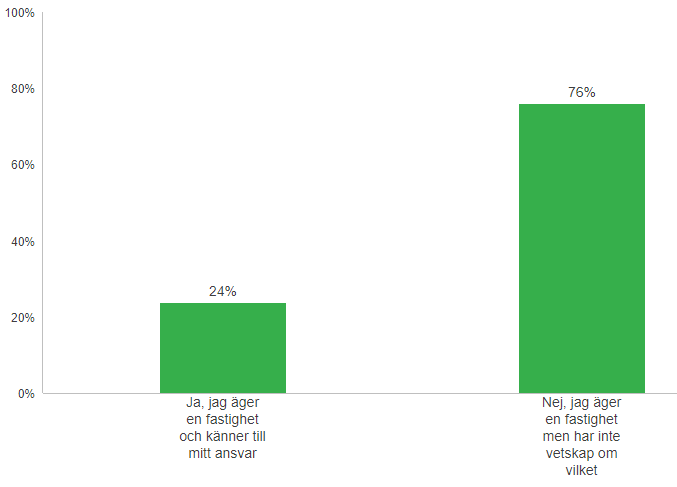 100%
80%
60%
40%
20%
0%
24%
76%
Ja, jag äger
en fastighet
och känner till
mitt ansvar
Nej, jag äger
en fastighet
men har inte
vetskap om
vilket